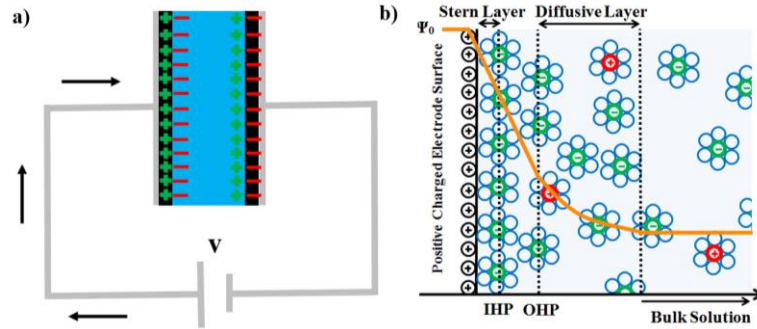 a)
V
b)
Stern Layer Diffusive Layer
Ψ0
Positive Charged Electrode Surface
IHP OHP Bulk Solution